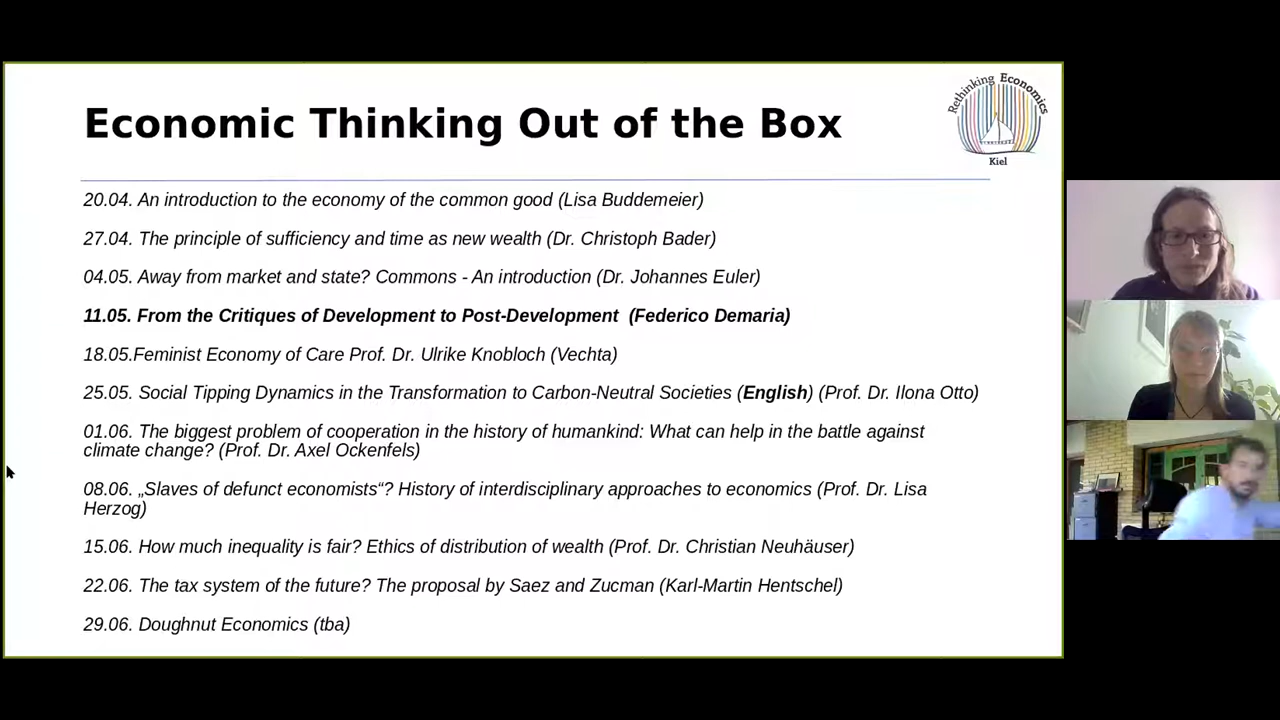 Rethinking Economics
Kiel
Economic Thinking Out of the Box
20.04. An introduction to the economy of the common good (Lisa Buddemeier)
27.04. The principle of sufficiency and time as new wealth (Dr. Christoph Bader)
04.05. Away from market and state? Commons - An introduction (Dr. Johannes Euler)
11.05. From the Critiques of Development to Post-Development (Federico Demaria)
18.05.Feminist Economy of Care Prof. Dr. Ulrike Knobloch (Vechta)
25.05. Social Tipping Dynamics in the Transformation to Carbon-Neutral Societies (English) (Prof. Dr. Ilona Otto)
01.06. The biggest problem of cooperation in the history of humankind: What can help in the battle against
climate change? (Prof. Dr. Axel Ockenfels)
08.06. „Slaves of defunct economists“? History of interdisciplinary approaches to economics (Prof. Dr. Lisa
Herzog)
15.06. How much inequality is fair? Ethics of distribution of wealth (Prof. Dr. Christian Neuhäuser)
22.06. The tax system of the future? The proposal by Saez and Zucman (Karl-Martin Hentschel)
29.06. Doughnut Economics (tba)